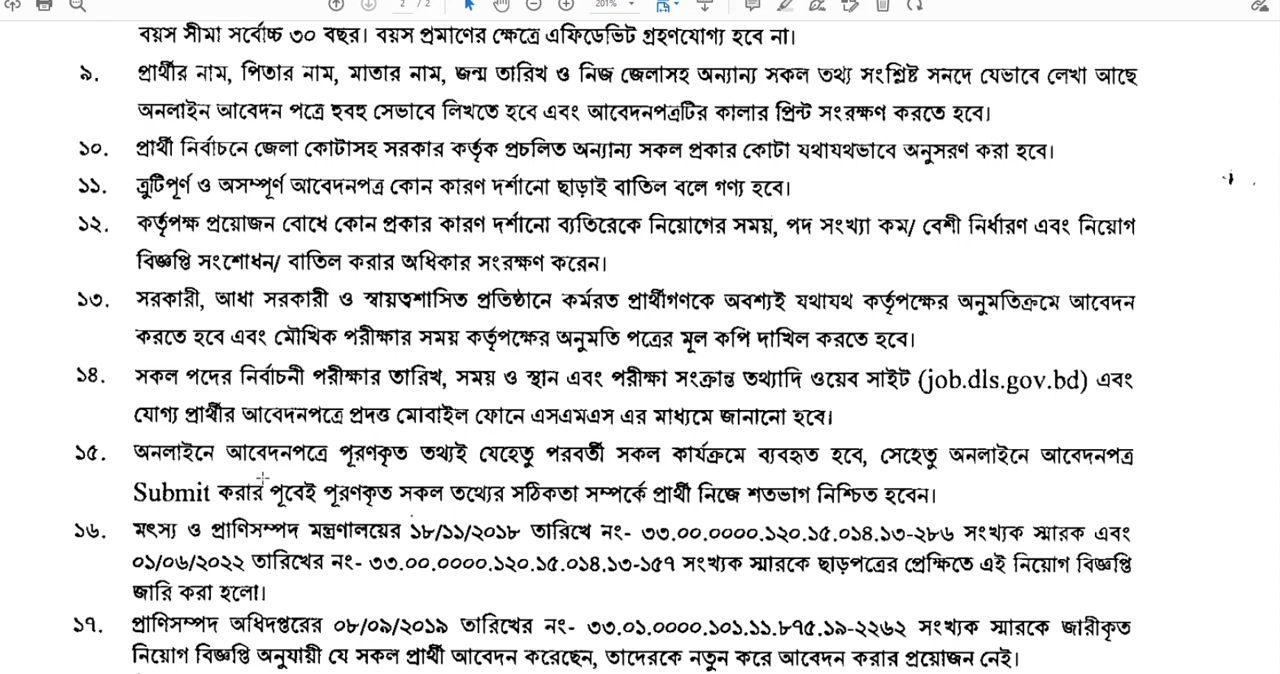 2 / 2
201%
বয়স সীমা সর্বোচ্চ ৩০ বছর। বয়স প্রমাণের ক্ষেত্রে এফিডেভিট গ্রহণযোগ্য হবে না।
৯. প্রার্থীর নাম, পিতার নাম, মাতার নাম, জন্ম তারিখ ও নিজ জেলাসহ অন্যান্য সকল তথ্য সংশ্লিষ্ট সনদে যেভাবে লেখা আছে
অনলাইন আবেদন পত্রে হুবহু সেভাবে লিখতে হবে এবং আবেদনপত্রটির কালার প্রিন্ট সংরক্ষণ করতে হবে।
১০. প্রার্থী নির্বাচনে জেলা কোটাসহ সরকার কর্তৃক প্রচলিত অন্যান্য সকল প্রকার কোটা যথাযথভাবে অনুসরণ করা হবে।
১১. ত্রুটিপূর্ণ ও অসম্পূর্ণ আবেদনপত্র কোন কারণ দর্শানো ছাড়াই বাতিল বলে গণ্য হবে।
১২. কর্তৃপক্ষ প্রয়োজন বোধে কোন প্রকার কারণ দর্শানো ব্যতিরেকে নিয়োগের সময়, পদ সংখ্যা কম/ বেশী নির্ধারণ এবং নিয়োগ
বিজ্ঞপ্তি সংশোধন/ বাতিল করার অধিকার সংরক্ষণ করেন।
১৩. সরকারী, আধা সরকারী ও স্বায়ত্বশাসিত প্রতিষ্ঠানে কর্মরত প্রার্থীগণকে অবশ্যই যথাযথ কর্তৃপক্ষের অনুমতিক্রমে আবেদন
করতে হবে এবং মৌখিক পরীক্ষার সময় কর্তৃপক্ষের অনুমতি পত্রের মূল কপি দাখিল করতে হবে।
১৪. সকল পদের নির্বাচনী পরীক্ষার তারিখ, সময় ও স্থান এবং পরীক্ষা সংক্রান্ত তথ্যাদি ওয়েব সাইট (job.dls.gov.bd) এবং
যোগ্য প্রার্থীর আবেদনপত্রে প্রদত্ত মোবাইল ফোনে এসএমএস এর মাধ্যমে জানানো হবে।
১৫. অনলাইনে আবেদনপত্রে পূরণকৃত তথ্যই যেহেতু পরবর্তী সকল কার্যক্রমে ব্যবহৃত হবে, সেহেতু অনলাইনে আবেদনপত্র
Submit করার পূবেই পূরণকৃত সকল তথ্যের সঠিকতা সম্পর্কে প্রার্থী নিজে শতভাগ নিশ্চিত হবেন।
১৬. মৎস্য ও প্রাণিসম্পদ মন্ত্রণালয়ের ১৮/১১/২০১৮ তারিখে নং- ৩৩.০০.০০০০.১২০.১৫.০১৪.১৩-২৮৬ সংখ্যক স্মারক এবং
০১/০৬/২০২২ তারিখের নং- ৩৩.০০.০০০০.১২০.১৫.০১৪.১৩-১৫৭ সংখ্যক স্মারকে ছাড়পত্রের প্রেক্ষিতে এই নিয়োগ বিজ্ঞপ্তি
জারি করা হলো।
১৭. প্রাণিসম্পদ অধিদপ্তরের ০৮/০৯/২০১৯ তারিখের নং- ৩৩.০১.০০০০.১০১.১১.৮৭৫.১৯-২২৬২ সংখ্যক স্মারকে জারীকৃত
নিয়োগ বিজ্ঞপ্তি অনুযায়ী যে সকল প্রার্থী আবেদন করেছেন, তাদেরকে নতুন করে আবেদন করার প্রয়োজন নেই।